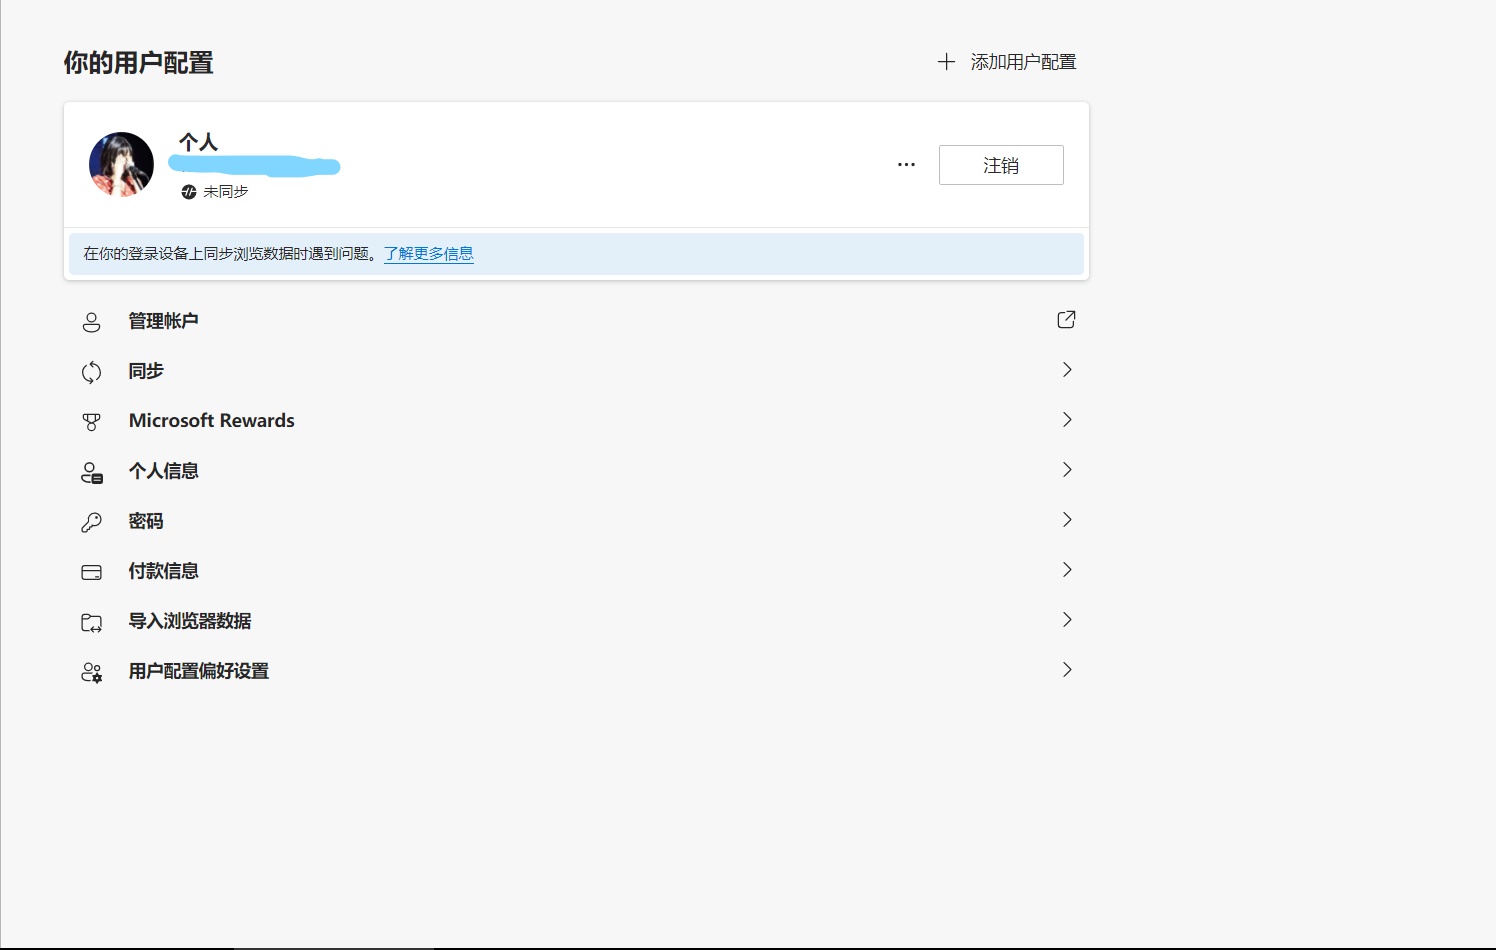 你的用户配置
添加用户配置
个人
未同步
注销
在你的登录设备上同步浏览数据时遇到问题。了解更多信息
管理帐户
同步
Microsoft Rewards
个人信息
密码
付款信息
导入浏览器数据
用户配置偏好设置